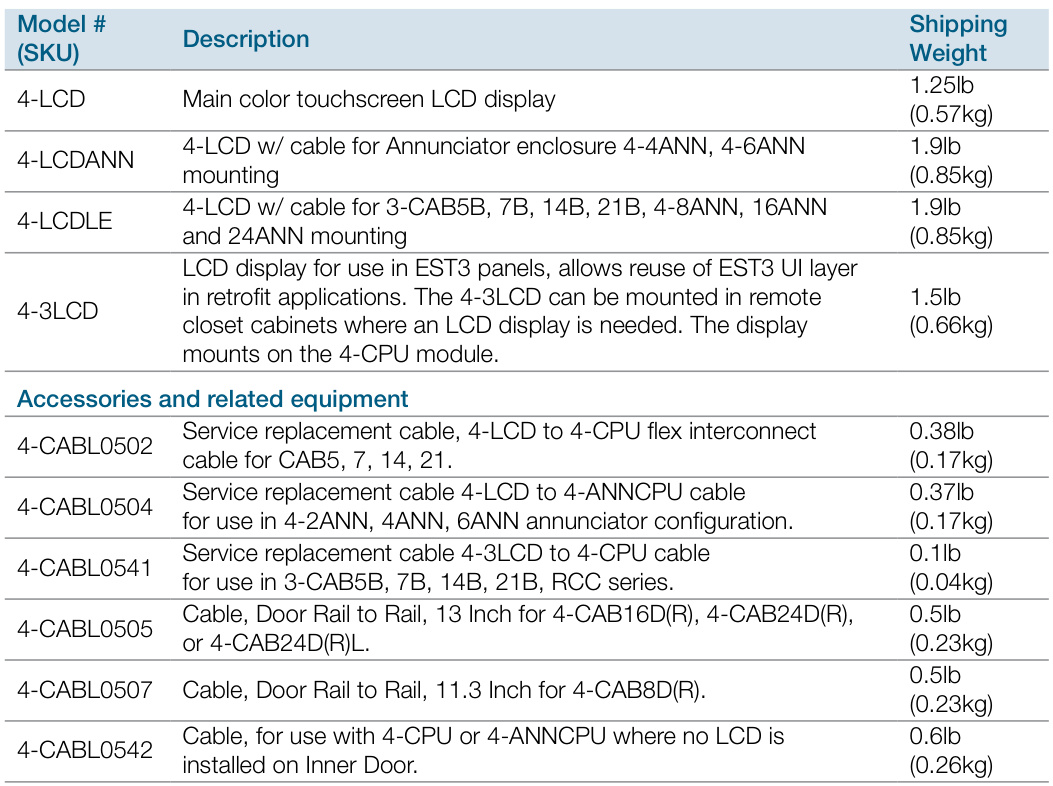 Model #
(SKU)
Description
Shipping
Weight
4-LCD
Main color touchscreen LCD display
1.25lb
(0.57kg)
4-LCDANN
4-LCD w/ cable for Annunciator enclosure 4-4ANN, 4-6ANN
mounting
1.9lb
(0.85kg)
4-LCDLE
4-LCD w/ cable for 3-CAB5B, 7B, 14B, 21B, 4-8ANN, 16ANN
and 24ANN mounting
1.9lb
(0.85kg)
4-3LCD
LCD display for use in EST3 panels, allows reuse of EST3 UI layer
in retrofit applications. The 4-3LCD can be mounted in remote
closet cabinets where an LCD display is needed. The display
mounts on the 4-CPU module.
1.5lb
(0.66kg)
Accessories and related equipment
4-CABL0502
Service replacement cable, 4-LCD to 4-CPU flex interconnect
cable for CAB5, 7, 14, 21.
0.38lb
(0.17kg)
4-CABL0504
Service replacement cable 4-LCD to 4-ANNCPU cable
for use in 4-2ANN, 4ANN, 6ANN annunciator configuration.
0.37lb
(0.17kg)
4-CABL0541
Service replacement cable 4-3LCD to 4-CPU cable
for use in 3-CAB5B, 7B, 14B, 21B, RCC series.
0.1lb
(0.04kg)
4-CABL0505
Cable, Door Rail to Rail, 13 Inch for 4-CAB16D(R), 4-CAB24D(R),
or 4-CAB24D(R)L.
0.5lb
(0.23kg)
4-CABL0507
Cable, Door Rail to Rail, 11.3 Inch for 4-CAB8D(R).
0.5lb
(0.23kg)
4-CABL0542
Cable, for use with 4-CPU or 4-ANNCPU where no LCD is
installed on Inner Door.
0.6lb
(0.26kg)